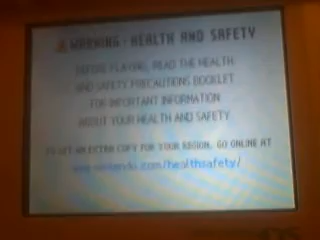 ⚠WARNING - HEALTH AND SAFETY
BEFORE PLAYING, READ THE HEALTH
AND SAFETY PRECAUTIONS BOOKLET
FOR IMPORTANT INFORMATION
ABOUT YOUR HEALTH AND SAFETY.
TO GET AN EXTRA COPY FOR YOUR REGION, GO ONLINE AT
www.nintendo.com/healthsafety/